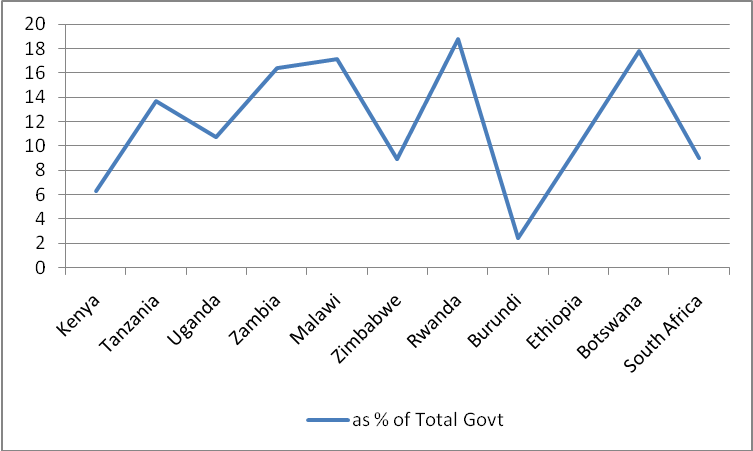 20
18
16
14
12
10
8
6
4
2
0
Kenya
Tanzania
Uganda
Zambia
Malawi
Zimbabwe
Rwanda
Burundi
Ethiopia
Botswana
South Africa
as % of Total Govt